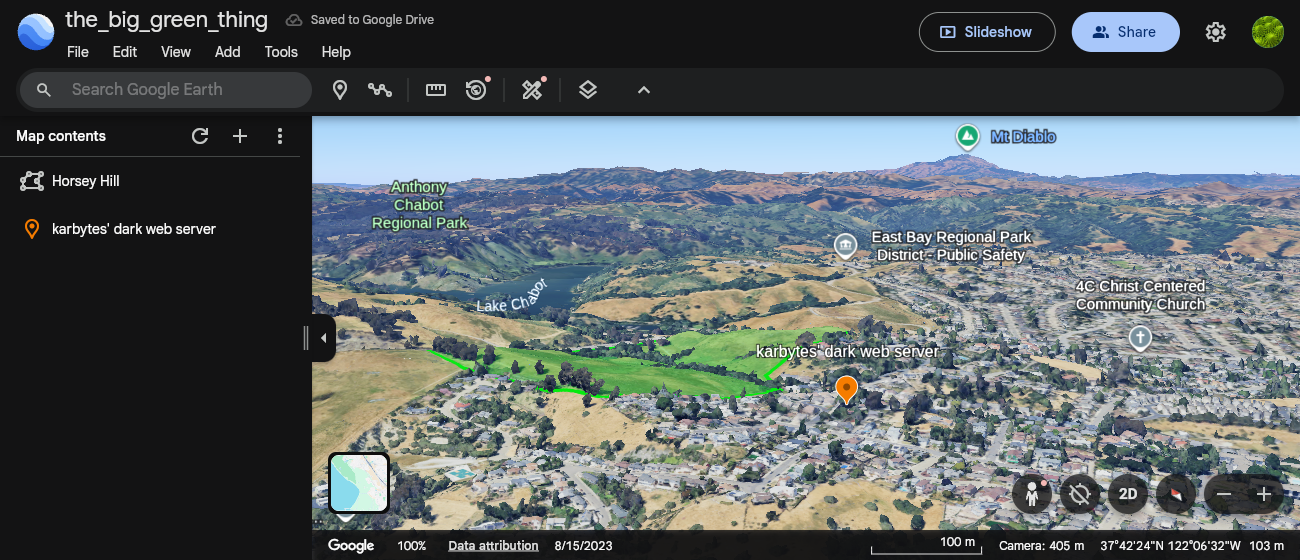 the_big_green_thing
Saved to Google Drive
File Edit View Add Tools Help
Slideshow
Share
Search Google Earth
Map contents
Horsey Hill
karbytes' dark web server
Mt Diablo
Anthony
Chabot
Regional Park
East Bay Regional Park
District - Public Safety
Lake Chabot
4C Christ Centered
Community Church
karbytes' dark web server
2D
Google 100% Data attribution 8/15/2023 100 m Camera: 405 m 37°42'24"N 122°06'32"W 103 m